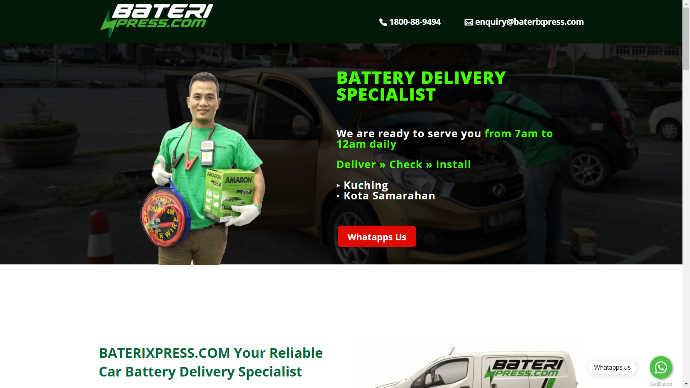 BATERI
XPRESS.COM
1800-88-9494
enquiry@baterixpress.com
BATTERY DELIVERY
SPECIALIST
We are ready to serve you from 7am to
12am daily
Deliver » Check » Install
Kuching
Kota Samarahan
AMARON
Whatapps Us
BATERIXPRESS.COM Your Reliable
Car Battery Delivery Specialist
BATERI
XPRESS.COM
Whatapps us
GetButton